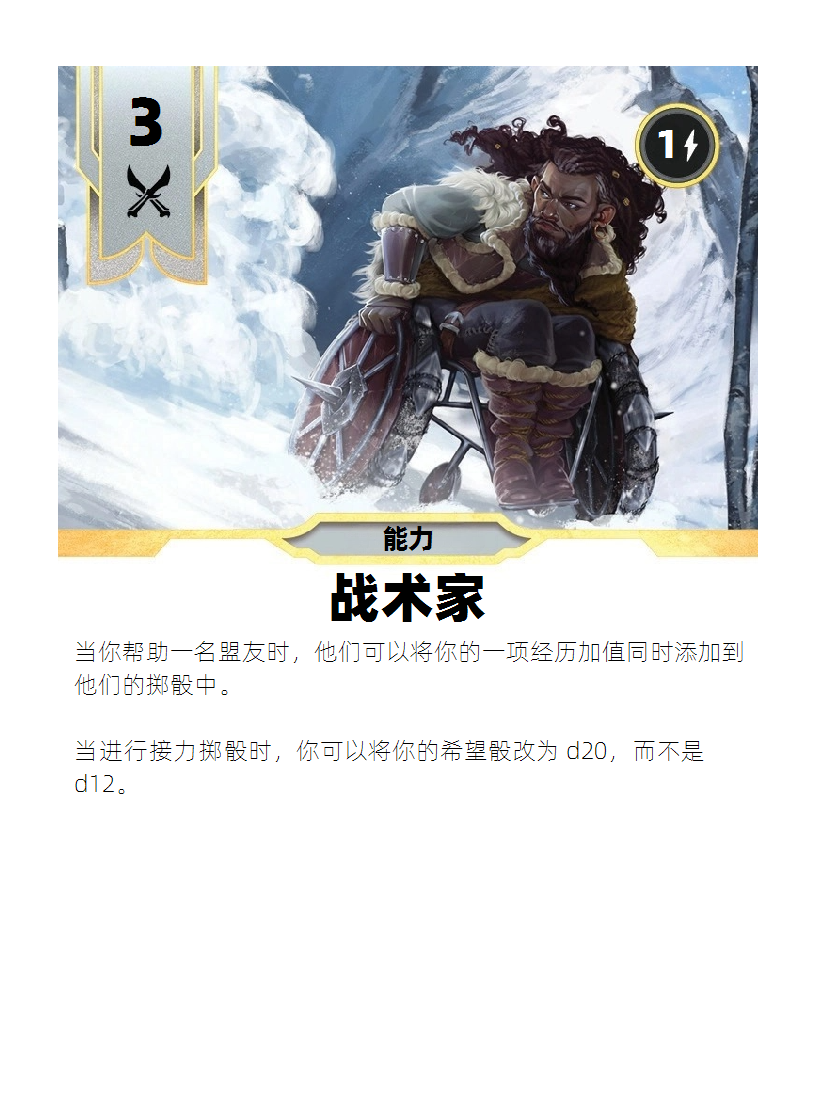 3
1
能力
战术家
当你帮助一名盟友时，他们可以将你的一项经历加值同时添加到
他们的掷骰中。
当进行接力掷骰时，你可以将你的希望骰改为 d20，而不是
d12。